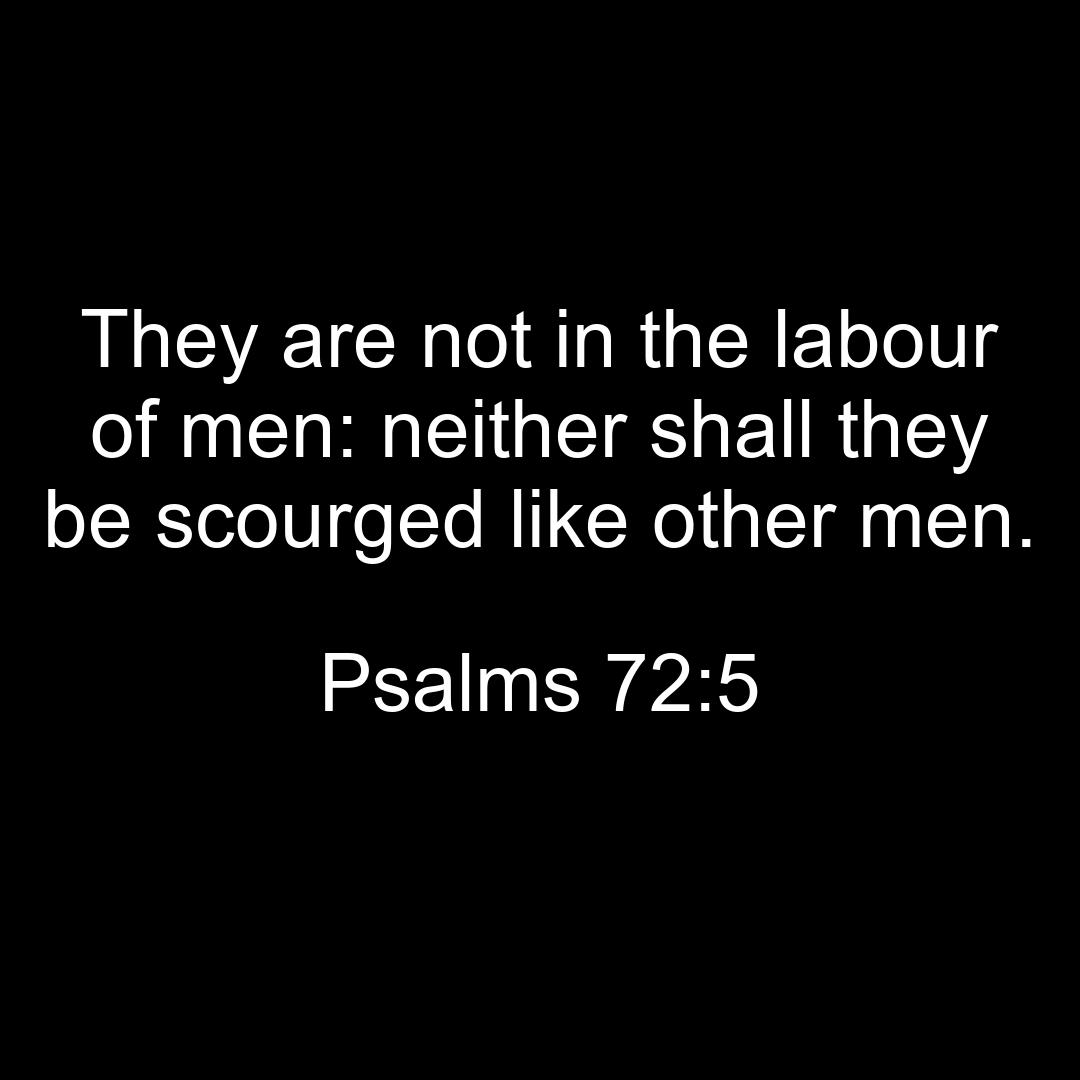 They are not in the labour
of men: neither shall they
be scourged like other men.
Psalms 72:5